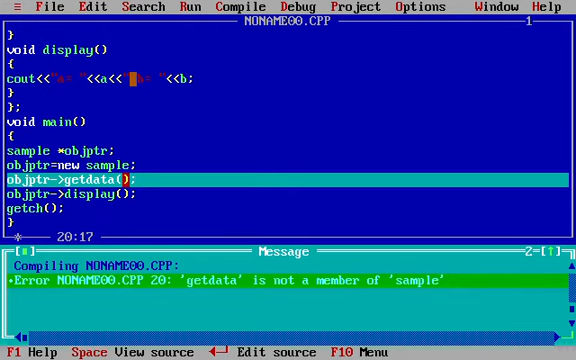 ≡ File Edit Search Run Compile Debug Project Options Window Help
NONAME00.CPP 1
}
void display()
{
cout<<"a= "<<a<<" b= "<<b;
}
};
void main()
{
sample *objptr;
objptr=new sample;
objptr->getdata();
objptr->display();
getch();
}
20:17
Message 2=[↑]
Compiling NONAME00.CPP:
•Error NONAME00.CPP 20: 'getdata' is not a member of 'sample'
F1 Help Space View source ↵ Edit source F10 Menu